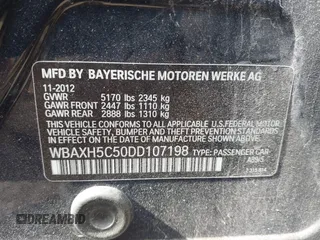 MFD BY BAYERISCHE MOTOREN WERKE AG
11-2012
GVWR 5170 lbs 2345 kg
GAWR FRONT 2447 lbs 1110 kg
GAWR REAR 2888 lbs 1310 kg
THIS VEHICLE CONFORMS TO ALL APPLICABLE
FEDERAL MOTOR VEHICLE SAFETY, BUMPER,
AND THEFT PREVENTION STANDARDS IN EFFECT
ON THE DATE OF MANUFACTURE SHOWN ABOVE.
WBAXH5C50DD107198 TYPE: PASSENGER CAR
DREAMBID